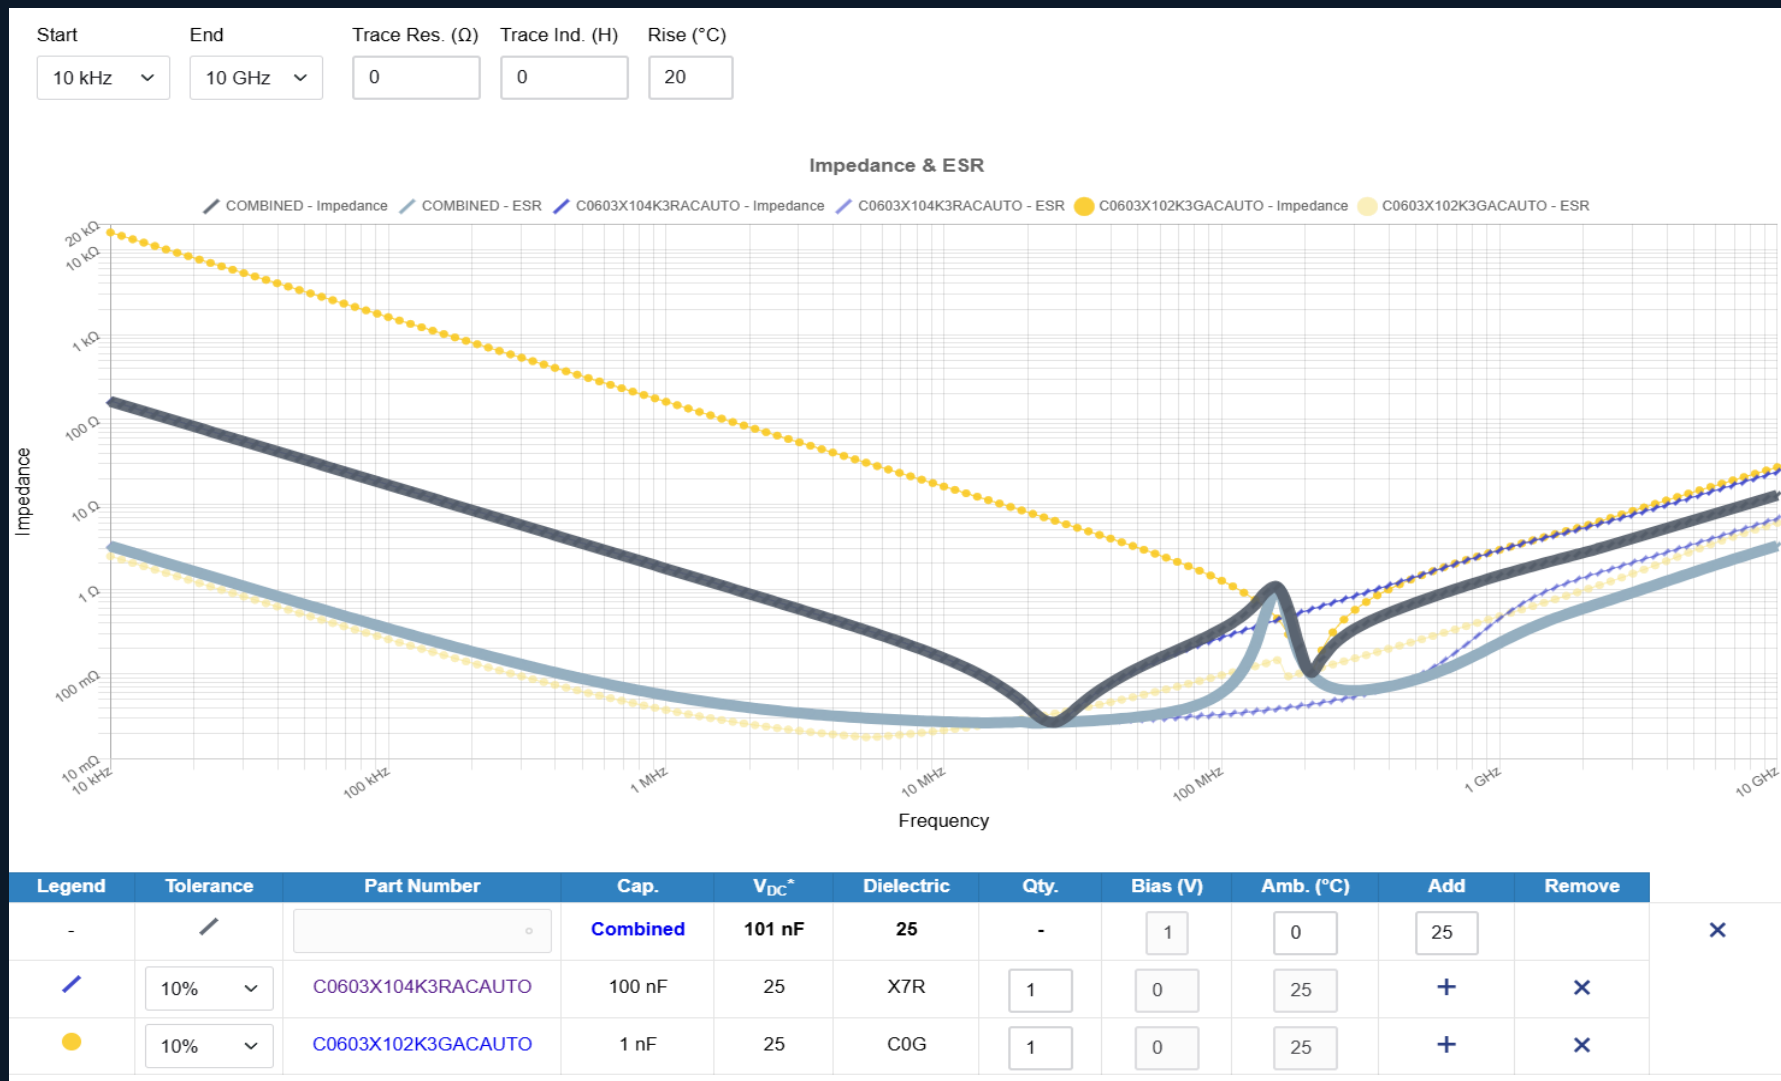 Start End Trace Res. (Ω) Trace Ind. (H) Rise (°C)
10 kHz 10 GHz 0 0 20
Impedance & ESR
COMBINED - Impedance COMBINED - ESR C0603X104K3RACAUTO - Impedance C0603X104K3RACAUTO - ESR C0603X102K3GACAUTO - Impedance C0603X102K3GACAUTO - ESR
20 kΩ
10 kΩ
1 kΩ
100 Ω
10 Ω
1 Ω
100 mΩ
10 mΩ
Impedance
10 kHz 100 kHz 1 MHz 10 MHz 100 MHz 1 GHz 10 GHz
Frequency
Legend Tolerance Part Number Cap. VDC* Dielectric Qty. Bias (V) Amb. (°C) Add Remove
- Combined 101 nF 25 - 1 0 25
10% C0603X104K3RACAUTO 100 nF 25 X7R 1 0 25 +
10% C0603X102K3GACAUTO 1 nF 25 C0G 1 0 25 +